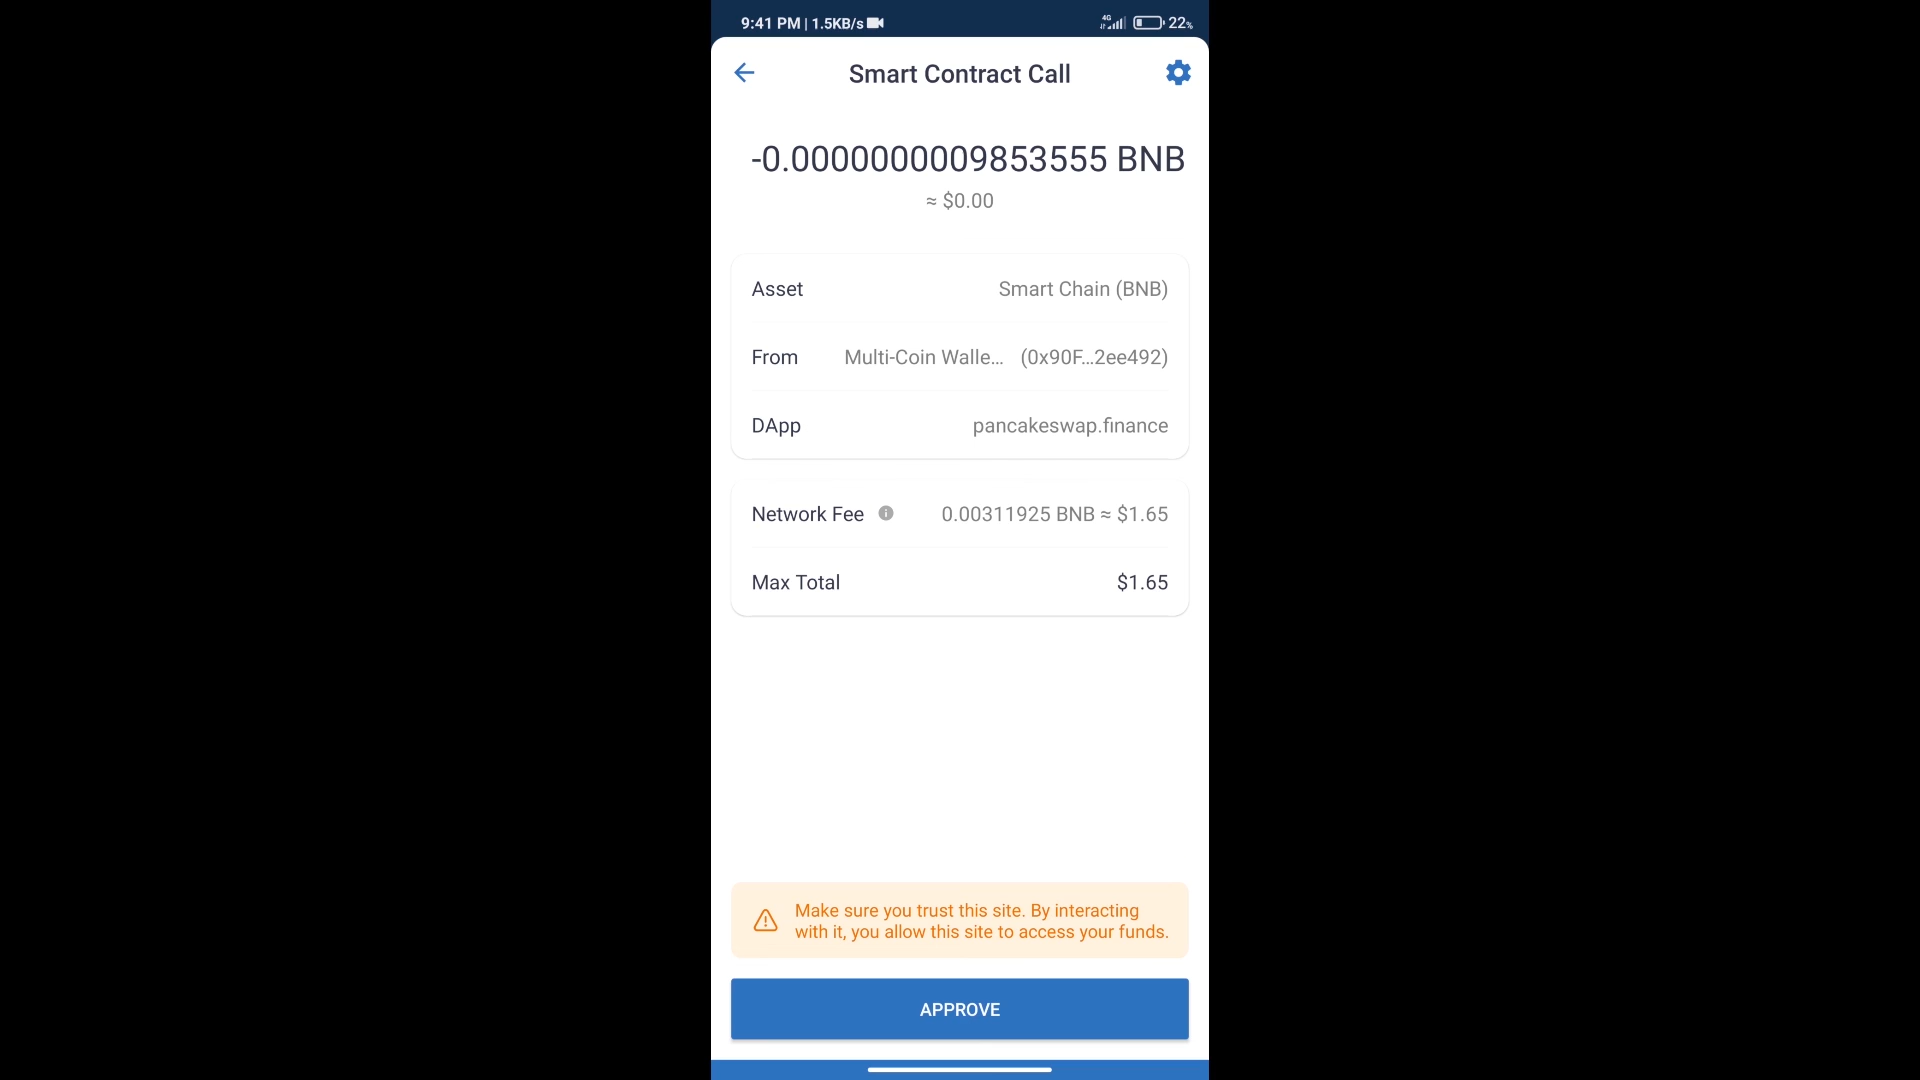 9:41 PM | 1.5KB/s 4G 22%
Smart Contract Call
-0.0000000009853555 BNB
≈ $0.00
Asset Smart Chain (BNB)
From Multi-Coin Walle... (0x90F...2ee492)
DApp pancakeswap.finance
Network Fee 0.00311925 BNB ≈ $1.65
Max Total $1.65
Make sure you trust this site. By interacting
with it, you allow this site to access your funds.
APPROVE